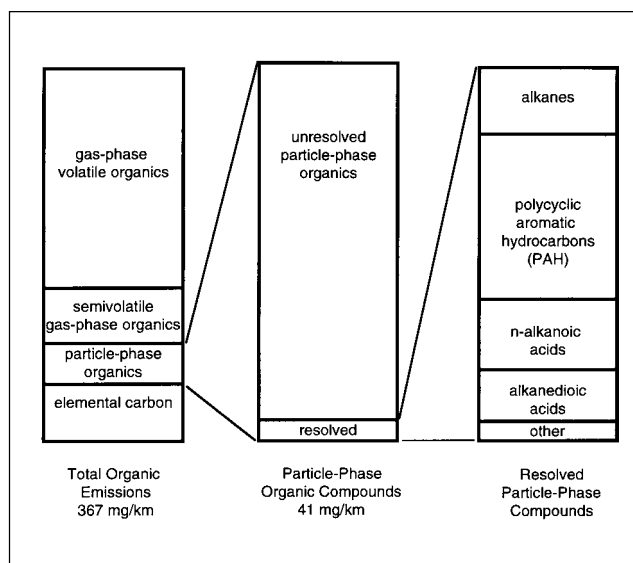 gas-phase
volatile organics
semivolatile
gas-phase organics
particle-phase
organics
elemental carbon
Total Organic
Emissions
367 mg/km
unresolved
particle-phase
organics
resolved
Particle-Phase
Organic Compounds
41 mg/km
alkanes
polycyclic
aromatic
hydrocarbons
(PAH)
n-alkanoic
acids
alkanedioic
acids
other
Resolved
Particle-Phase
Compounds